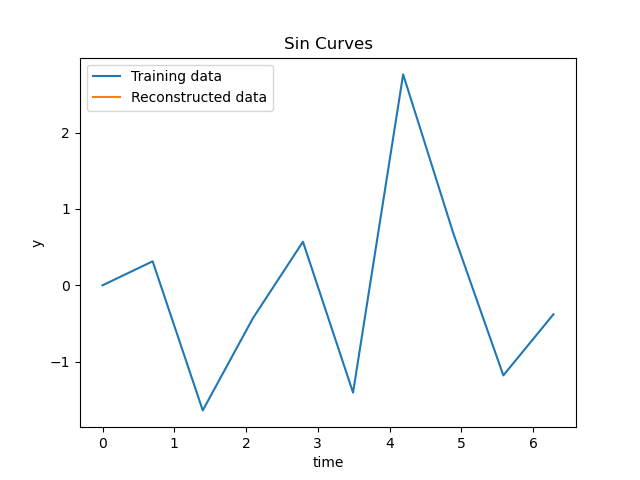 Sin Curves
Training data
Reconstructed data
2
1
0
−1
y
0 1 2 3 4 5 6
time